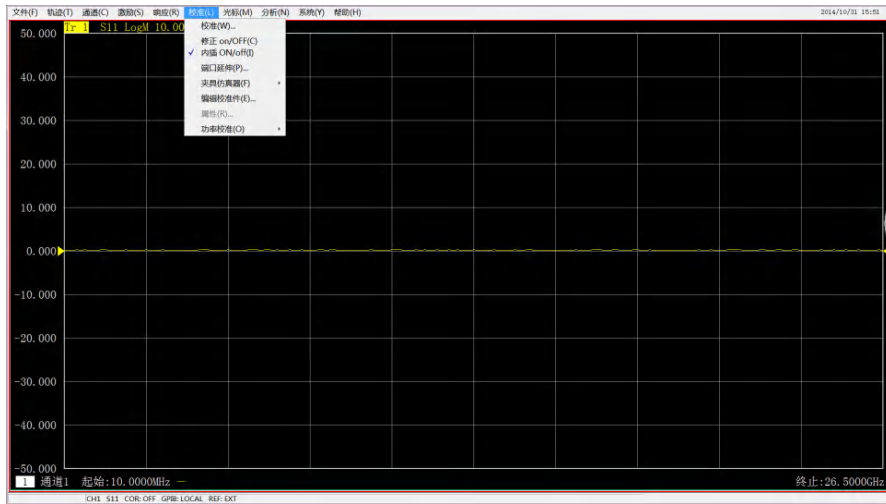 文件(F) 轨迹(T) 通道(C) 激励(S) 响应(R) 校准(L) 光标(M) 分析(N) 系统(Y) 帮助(H) 2014/10/31 15:51
Tr 1 S11 LogM 10.00
校准(W)...
修正 on/OFF(C)
✓ 内插 ON/off(I)
端口延伸(P)...
夹具仿真器(F)
编辑校准件(E)...
属性(R)...
功率校准(O)
50.000
40.000
30.000
20.000
10.000
0.000
-10.000
-20.000
-30.000
-40.000
-50.000
1 通道1 起始:10.0000MHz — 终止:26.5000GHz
CH1 S11 COR: OFF GPIB: LOCAL REF: EXT